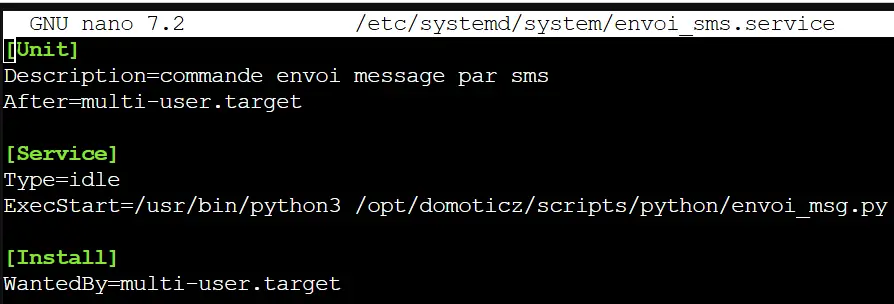 GNU nano 7.2 /etc/systemd/system/envoi_sms.service
[Unit]
Description=commande envoi message par sms
After=multi-user.target
[Service]
Type=idle
ExecStart=/usr/bin/python3 /opt/domoticz/scripts/python/envoi_msg.py
[Install]
WantedBy=multi-user.target